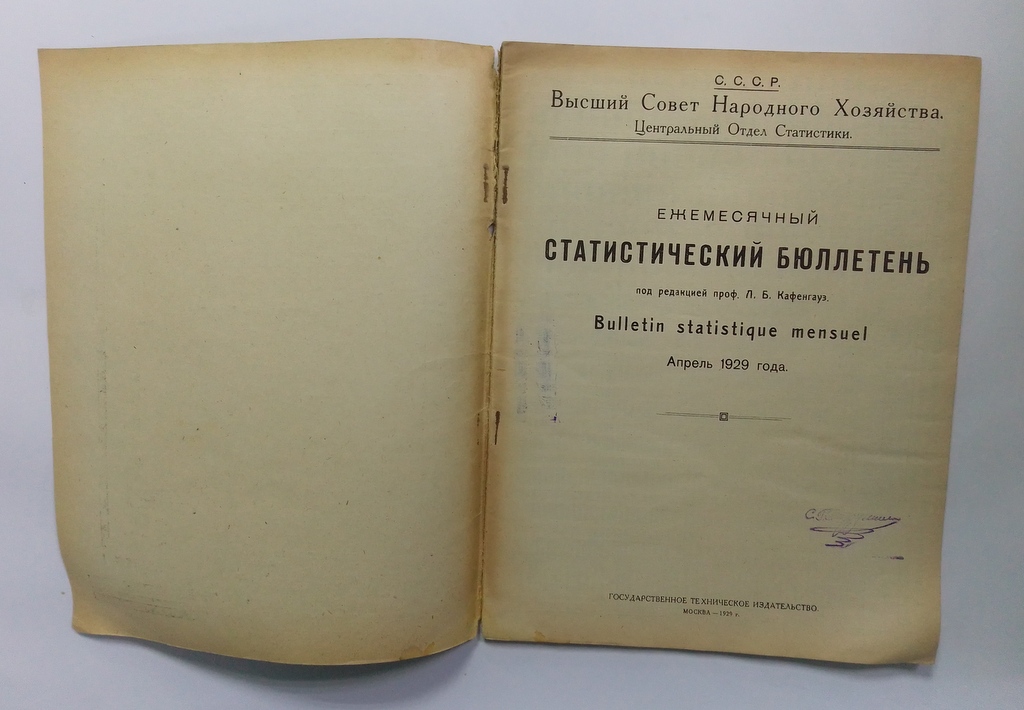 С. С. С. Р.
Высший Совет Народного Хозяйства.
Центральный Отдел Статистики.
ЕЖЕМЕСЯЧНЫЙ
СТАТИСТИЧЕСКИЙ БЮЛЛЕТЕНЬ
под редакцией проф. Л. Б. Кафенгауз.
Bulletin statistique mensuel
Апрель 1929 года.
ГОСУДАРСТВЕННОЕ ТЕХНИЧЕСКОЕ ИЗДАТЕЛЬСТВО
МОСКВА — 1929 г.